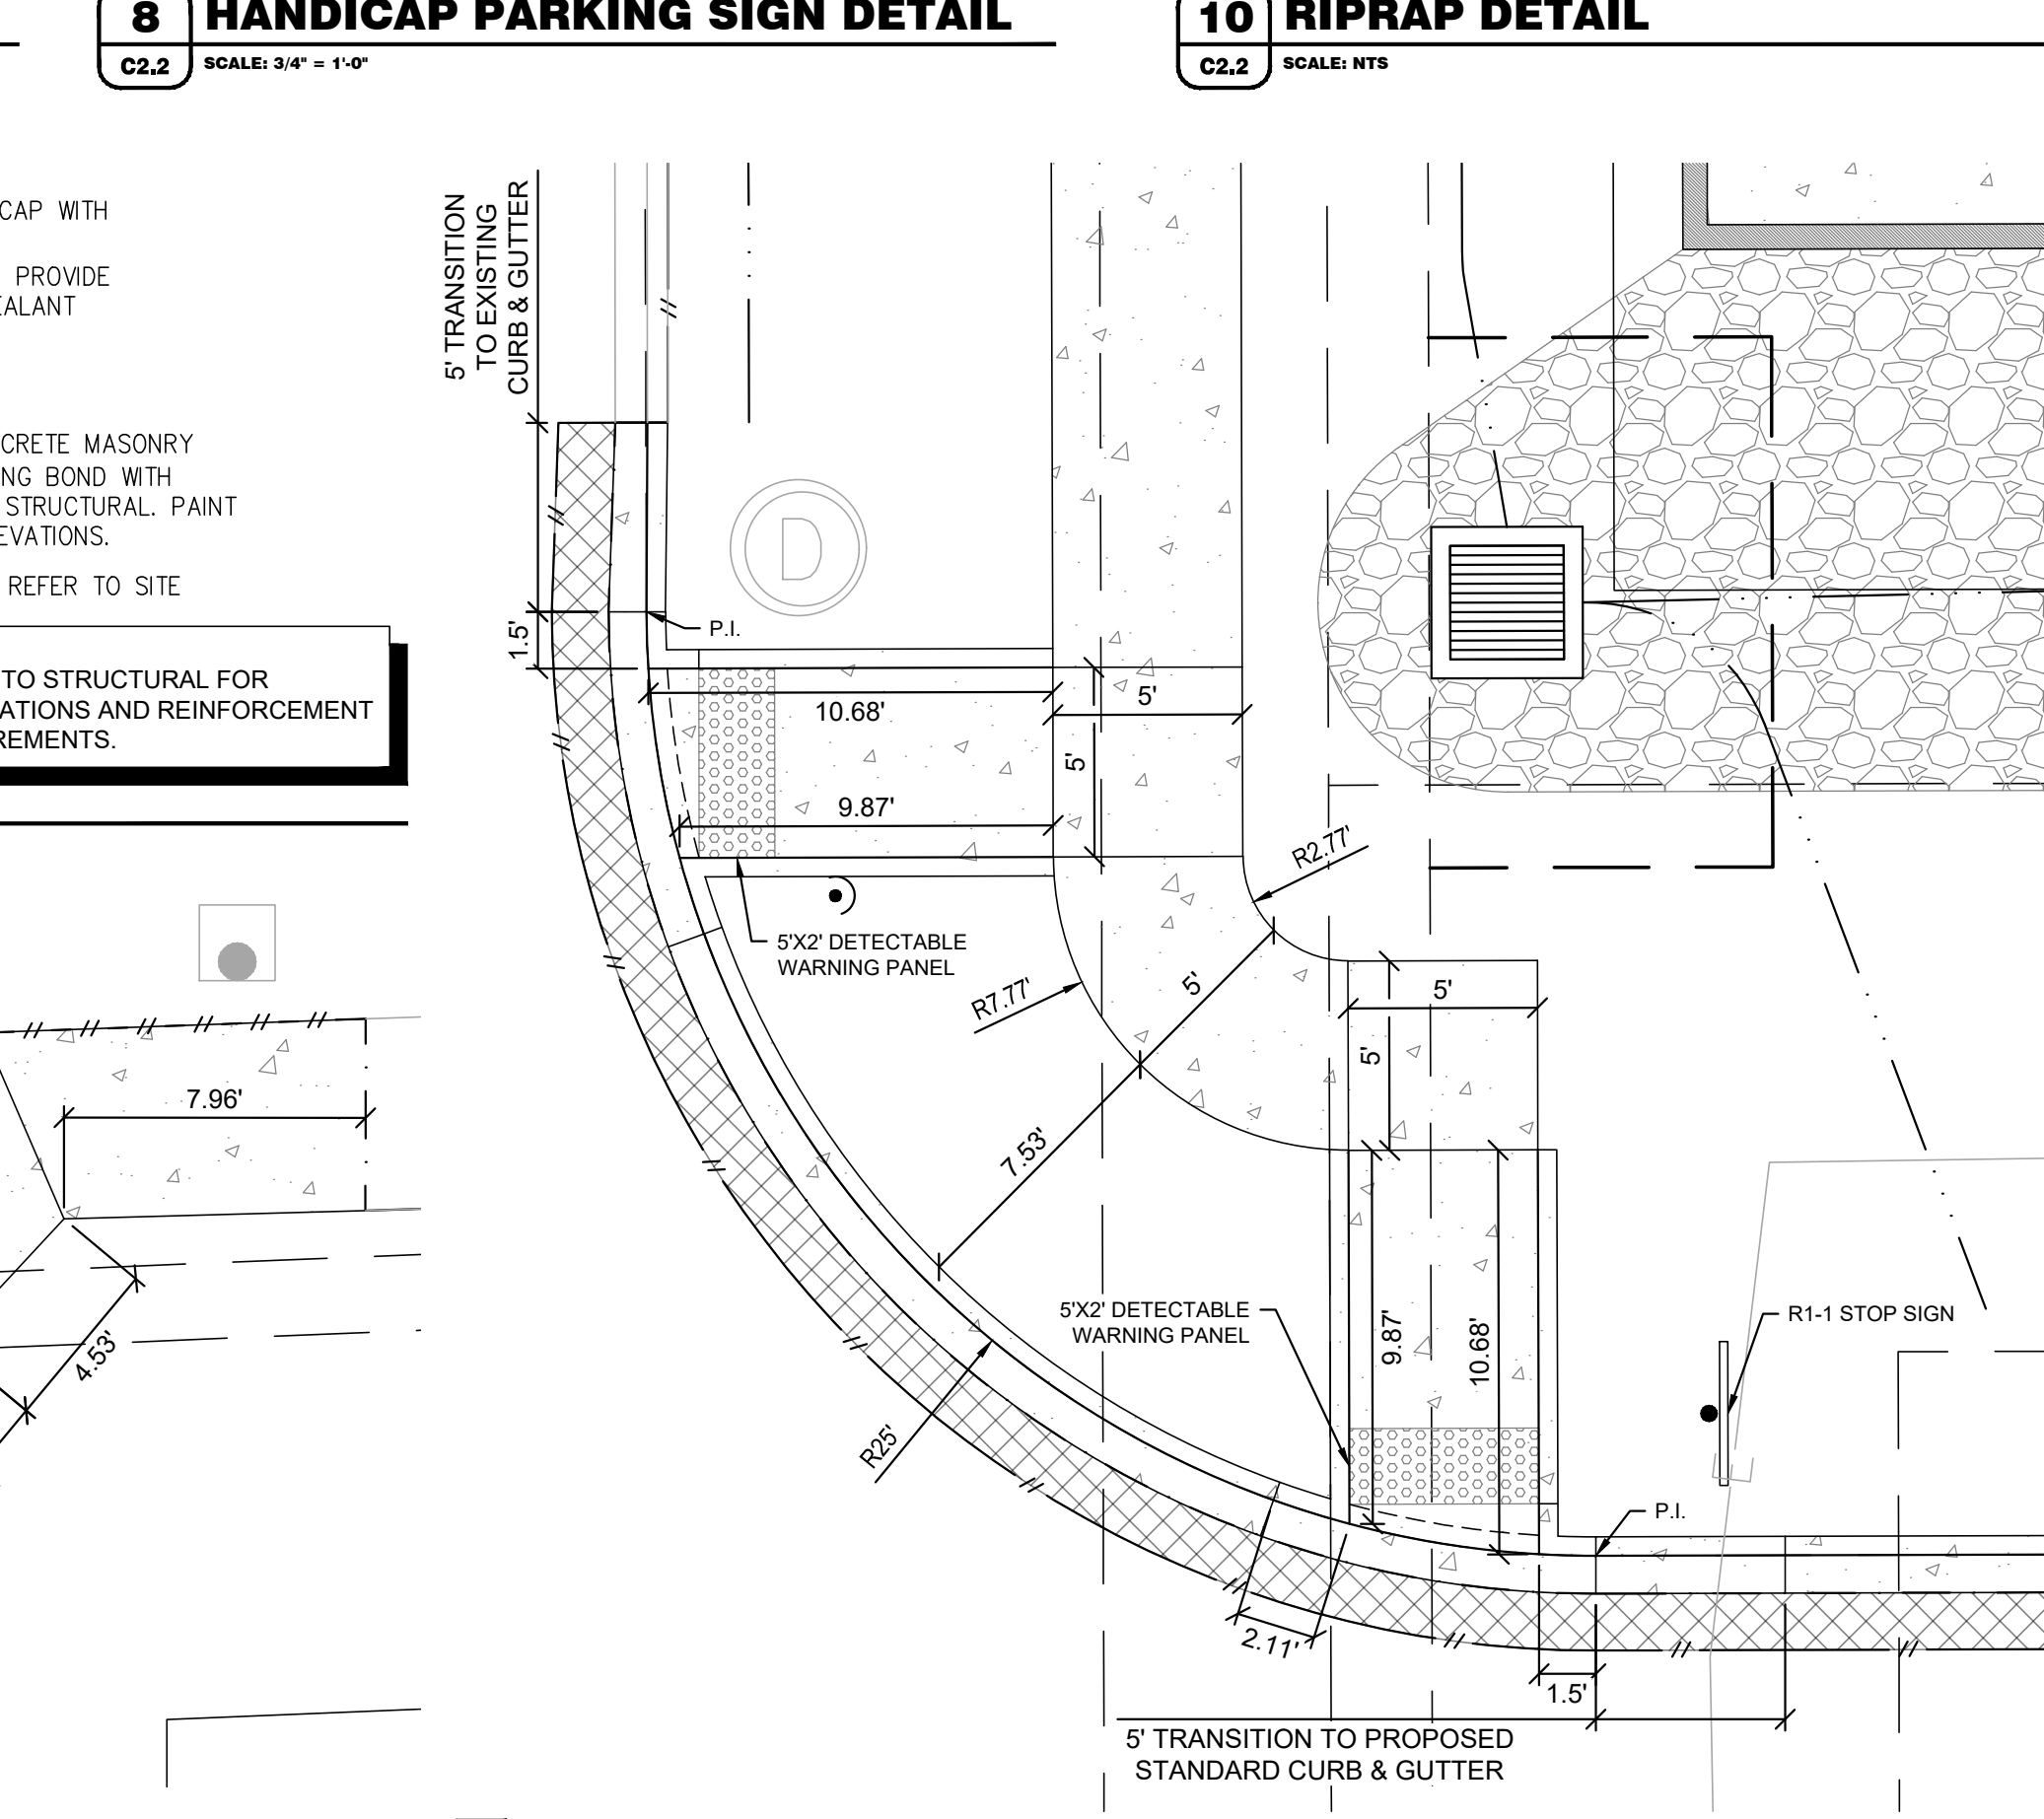 8 HANDICAP PARKING SIGN DETAIL
C2.2 SCALE: 3/4" = 1'-0"
10 RIPRAP DETAIL
C2.2 SCALE: NTS
CAP WITH
PROVIDE
EALANT
CRETE MASONRY
NG BOND WITH
STRUCTURAL. PAINT
EVATIONS.
REFER TO SITE
TO STRUCTURAL FOR
ATIONS AND REINFORCEMENT
REMENTS.
5' TRANSITION
TO EXISTING
CURB & GUTTER
1.5'
P.I.
D
10.68'
5'
5'
9.87'
R2.77'
5'X2' DETECTABLE
WARNING PANEL
R7.77'
5'
5'
5'
7.53'
7.96'
4.53'
5'X2' DETECTABLE
WARNING PANEL
9.87'
10.68'
R1-1 STOP SIGN
R25'
P.I.
2.11'
1.5'
5' TRANSITION TO PROPOSED
STANDARD CURB & GUTTER